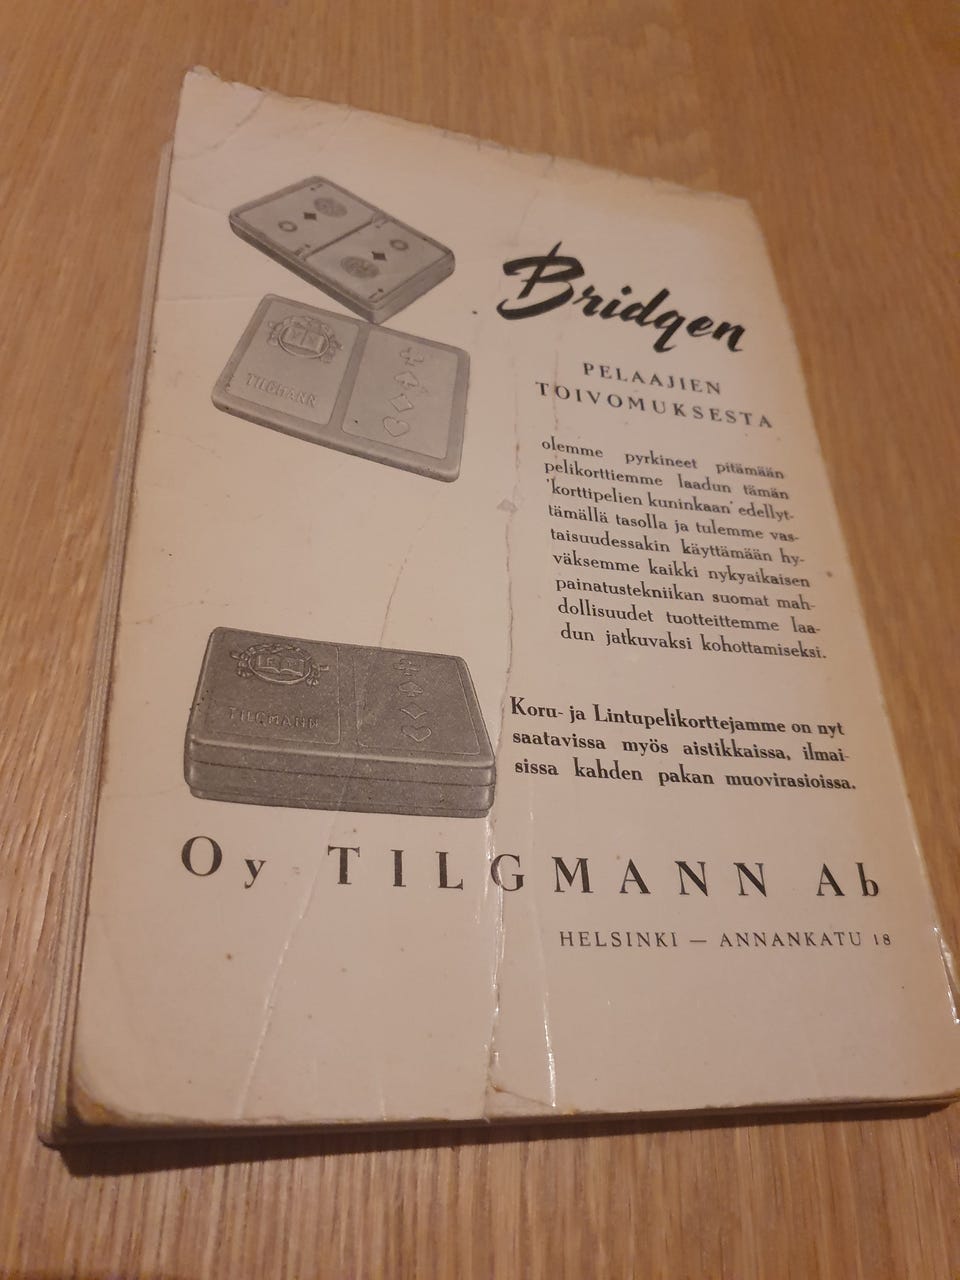 TILGMANN
TILGMANN
Bridgen
PELAAJIEN
TOIVOMUKSESTA
olemme pyrkineet pitämään
pelikorttiemme laadun tämän
'korttipelien kuninkaan' edellyt-
tämällä tasolla ja tulemme vas-
taisuudessakin käyttämään hy-
väksemme kaikki nykyaikaisen
painatustekniikan suomat mah-
dollisuudet tuotteittemme laa-
dun jatkuvaksi kohottamiseksi.
Koru- ja Lintupelikorttejamme on nyt
saatavissa myös aistikkaissa, ilmai-
sissa kahden pakan muovirasioissa.
Oy TILGMANN Ab
HELSINKI — ANNANKATU 18